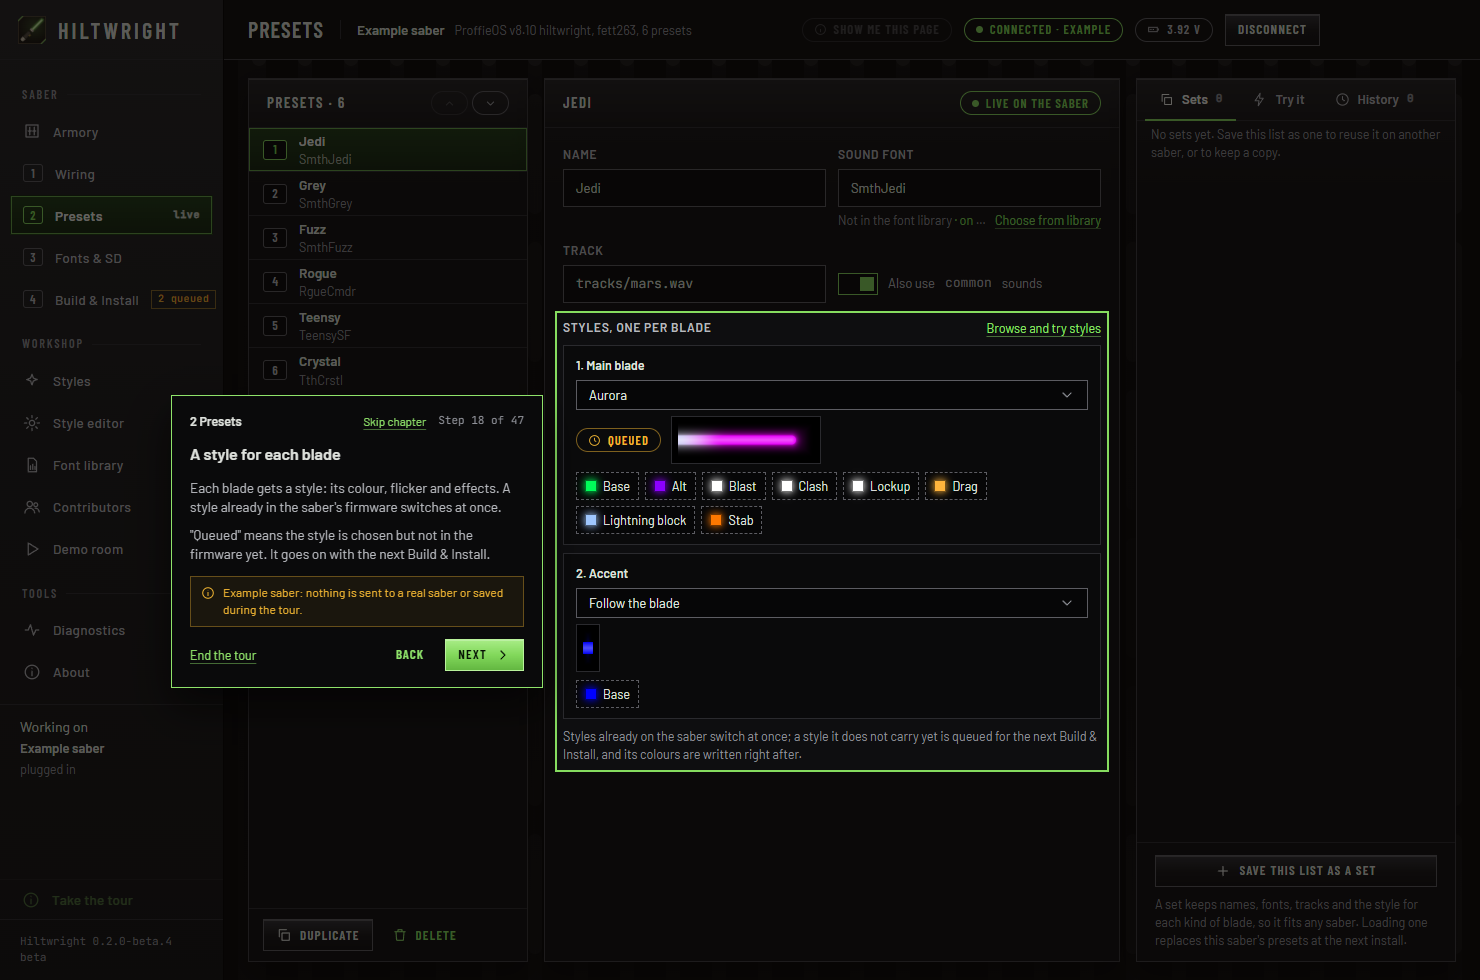 HILTWRIGHT
PRESETS
Example saber ProffieOS v8.10 hiltwright, fett263, 6 presets
SHOW ME THIS PAGE
CONNECTED · EXAMPLE
3.92 V
DISCONNECT
SABER
Armory
1 Wiring
2 Presets live
3 Fonts & SD
4 Build & Install 2 queued
WORKSHOP
Styles
Style editor
Font library
Contributors
Demo room
TOOLS
Diagnostics
About
Working on
Example saber
plugged in
Take the tour
Hiltwright 0.2.0-beta.4
beta
PRESETS · 6
1 Jedi
SmthJedi
2 Grey
SmthGrey
3 Fuzz
SmthFuzz
4 Rogue
RgueCmdr
5 Teensy
TeensySF
6 Crystal
TthCrstl
DUPLICATE
DELETE
2 Presets Skip chapter Step 18 of 47
A style for each blade
Each blade gets a style: its colour, flicker and effects. A
style already in the saber's firmware switches at once.
"Queued" means the style is chosen but not in the
firmware yet. It goes on with the next Build & Install.
Example saber: nothing is sent to a real saber or saved
during the tour.
End the tour
BACK
NEXT
JEDI
LIVE ON THE SABER
NAME
Jedi
SOUND FONT
SmthJedi
Not in the font library · on ... Choose from library
TRACK
tracks/mars.wav
Also use common sounds
STYLES, ONE PER BLADE
Browse and try styles
1. Main blade
Aurora
QUEUED
Base Alt Blast Clash Lockup Drag
Lightning block Stab
2. Accent
Follow the blade
Base
Styles already on the saber switch at once; a style it does not carry yet is queued for the next Build &
Install, and its colours are written right after.
Sets 0 Try it History 0
No sets yet. Save this list as one to reuse it on another
saber, or to keep a copy.
SAVE THIS LIST AS A SET
A set keeps names, fonts, tracks and the style for
each kind of blade, so it fits any saber. Loading one
replaces this saber's presets at the next install.